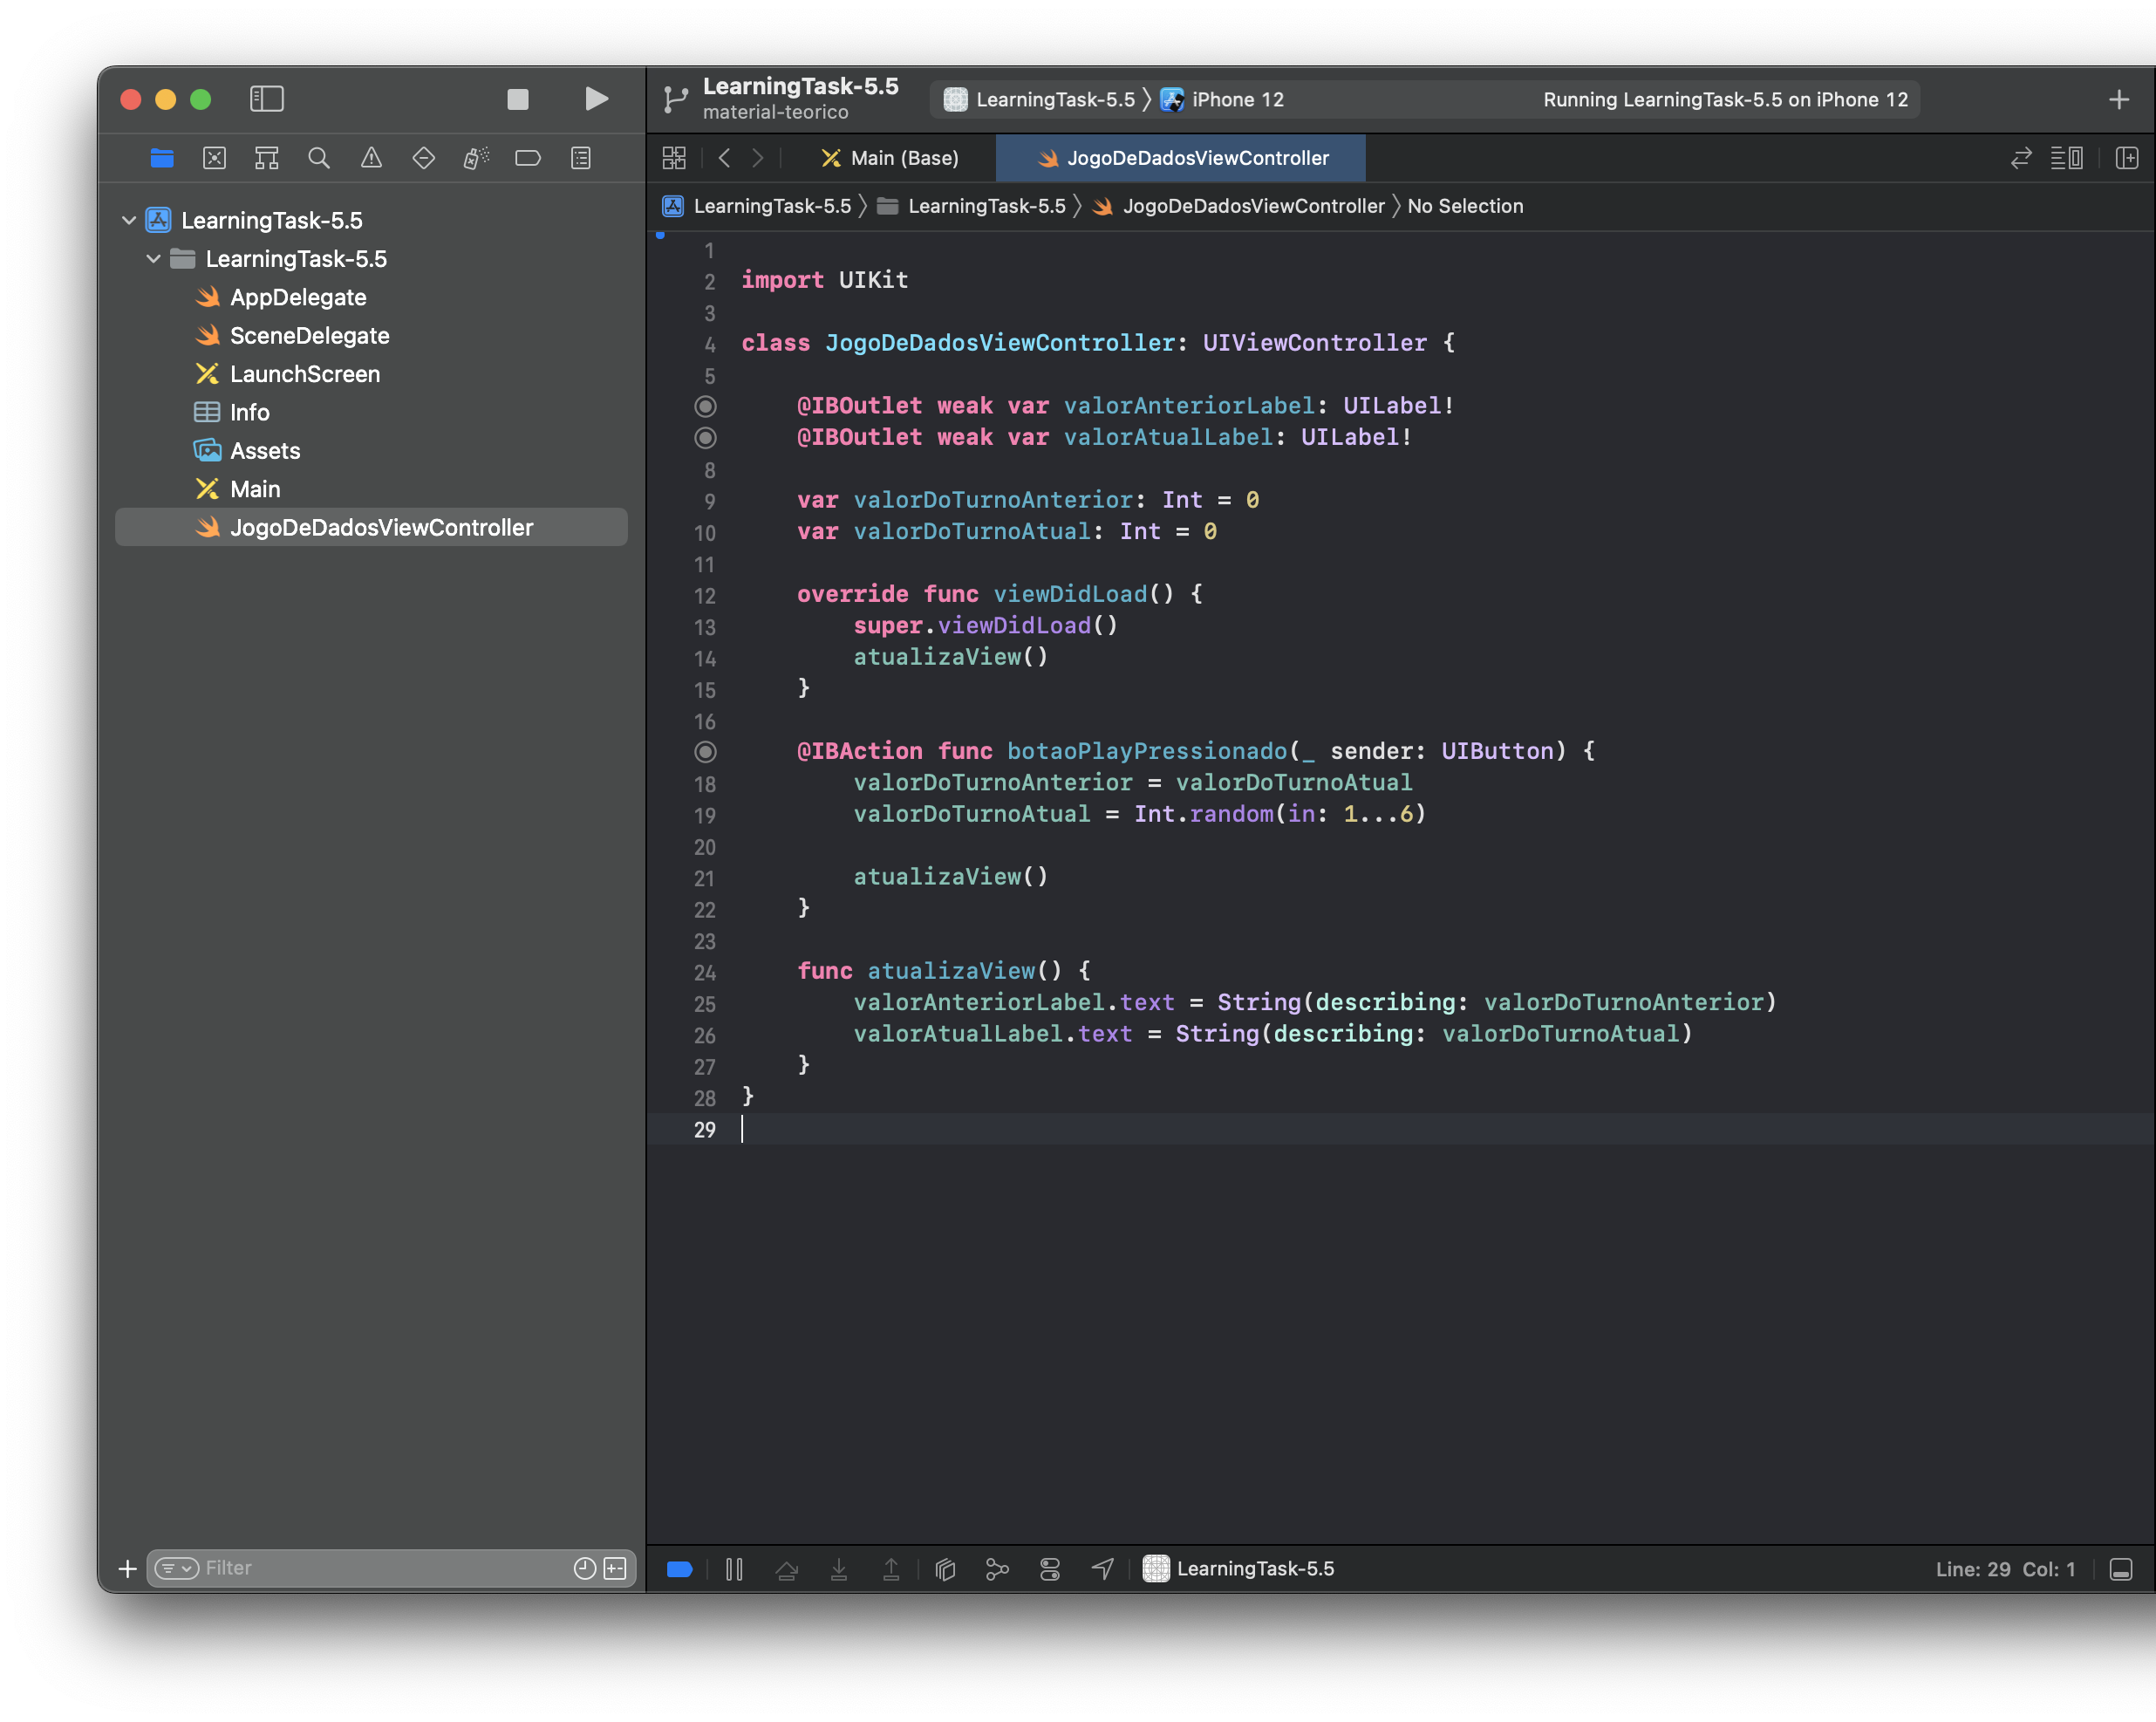 LearningTask-5.5
material-teorico
LearningTask-5.5 iPhone 12 Running LearningTask-5.5 on iPhone 12
Main (Base) JogoDeDadosViewController
LearningTask-5.5 LearningTask-5.5 JogoDeDadosViewController No Selection
LearningTask-5.5
LearningTask-5.5
AppDelegate
SceneDelegate
LaunchScreen
Info
Assets
Main
JogoDeDadosViewController
1
2 import UIKit
3
4 class JogoDeDadosViewController: UIViewController {
5
@IBOutlet weak var valorAnteriorLabel: UILabel!
@IBOutlet weak var valorAtualLabel: UILabel!
8
9 var valorDoTurnoAnterior: Int = 0
10 var valorDoTurnoAtual: Int = 0
11
12 override func viewDidLoad() {
13 super.viewDidLoad()
14 atualizaView()
15 }
16
@IBAction func botaoPlayPressionado(_ sender: UIButton) {
18 valorDoTurnoAnterior = valorDoTurnoAtual
19 valorDoTurnoAtual = Int.random(in: 1...6)
20
21 atualizaView()
22 }
23
24 func atualizaView() {
25 valorAnteriorLabel.text = String(describing: valorDoTurnoAnterior)
26 valorAtualLabel.text = String(describing: valorDoTurnoAtual)
27 }
28 }
29
Filter
LearningTask-5.5
Line: 29 Col: 1